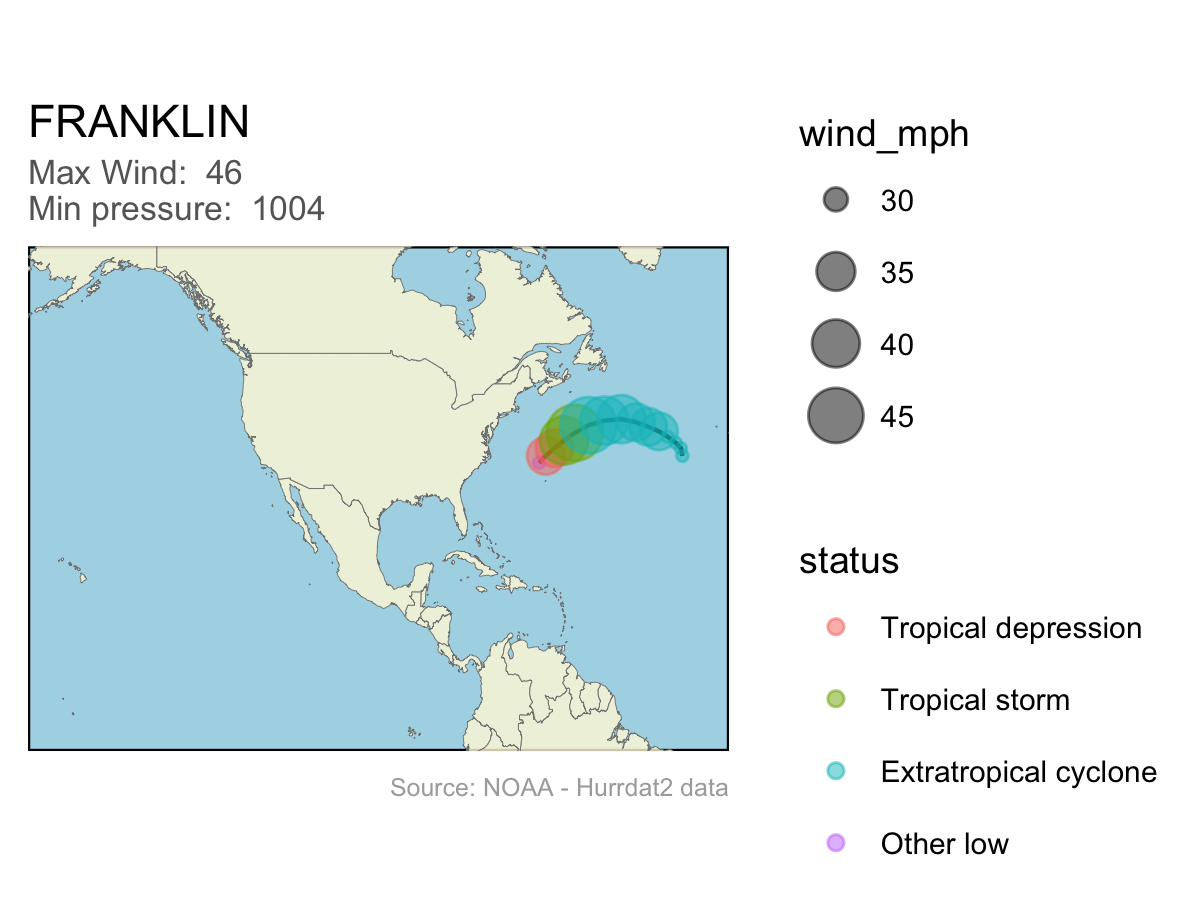 FRANKLIN
Max Wind:  46
Min pressure:  1004
Source: NOAA - Hurrdat2 data
wind_mph
30
35
40
45
status
Tropical depression
Tropical storm
Extratropical cyclone
Other low